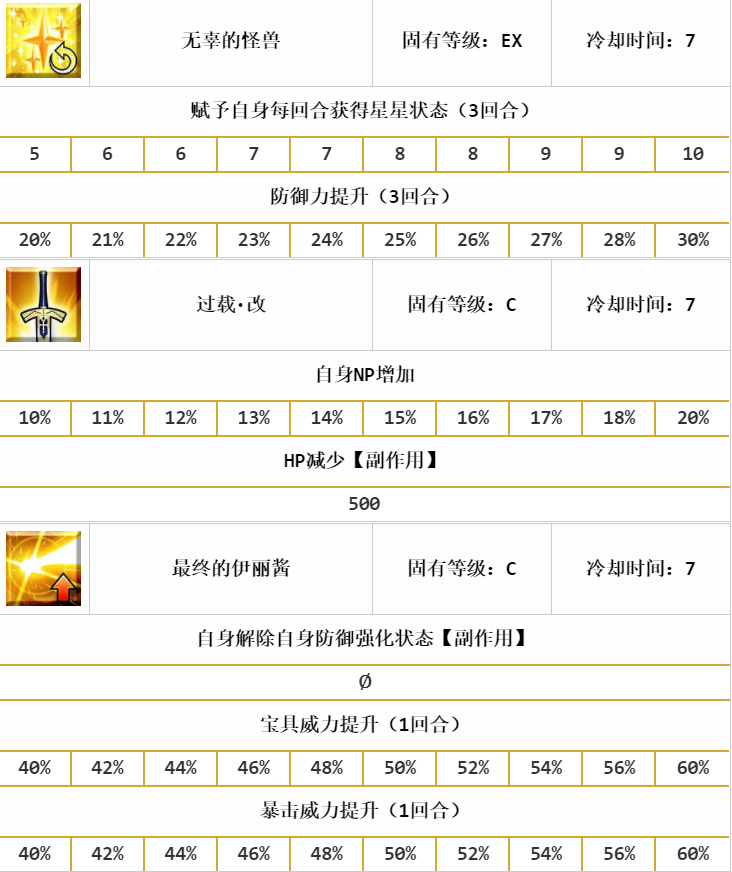 无辜的怪兽 固有等级：EX 冷却时间：7
赋予自身每回合获得星星状态（3回合）
5 6 6 7 7 8 8 9 9 10
防御力提升（3回合）
20% 21% 22% 23% 24% 25% 26% 27% 28% 30%
过载·改 固有等级：C 冷却时间：7
自身NP增加
10% 11% 12% 13% 14% 15% 16% 17% 18% 20%
HP减少【副作用】
500
最终的伊丽酱 固有等级：C 冷却时间：7
自身解除自身防御强化状态【副作用】
Ø
宝具威力提升（1回合）
40% 42% 44% 46% 48% 50% 52% 54% 56% 60%
暴击威力提升（1回合）
40% 42% 44% 46% 48% 50% 52% 54% 56% 60%